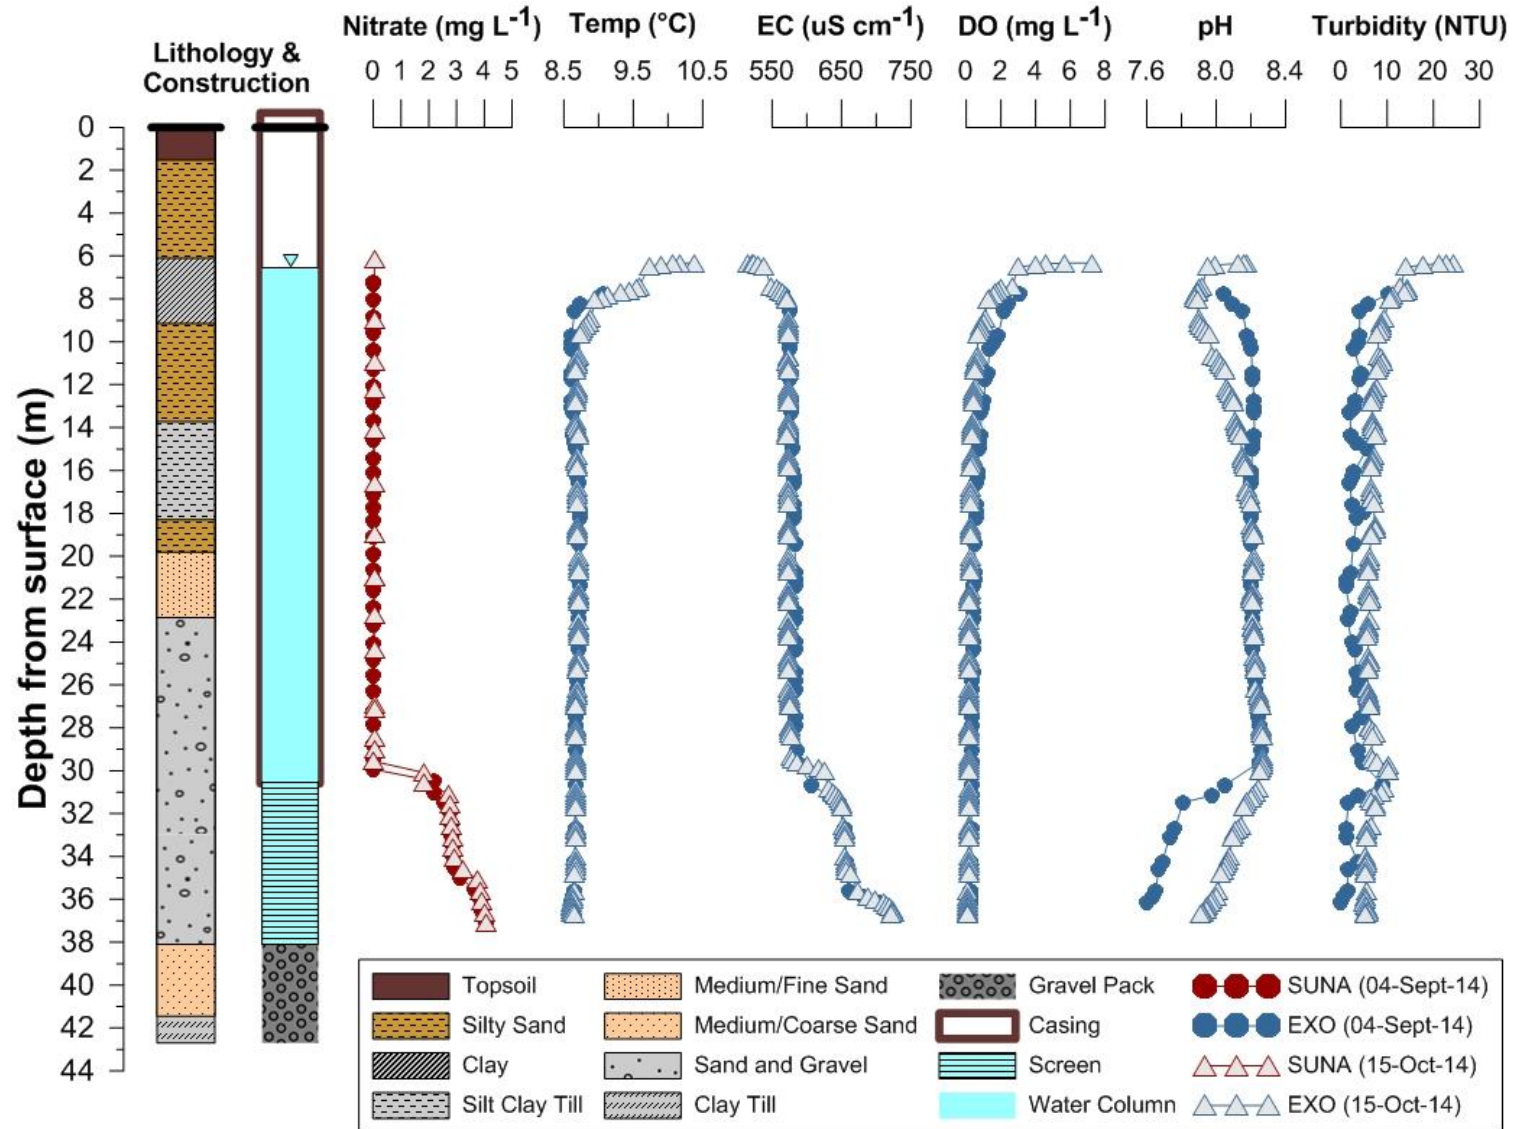 Nitrate (mg L-1) Temp (°C) EC (uS cm-1) DO (mg L-1) pH Turbidity (NTU)
Lithology &
Construction
0 1 2 3 4 5 8.5 9.5 10.5 550 650 750 0 2 4 6 8 7.6 8.0 8.4 0 10 20 30
Depth from surface (m)
0
2
4
6
8
10
12
14
16
18
20
22
24
26
28
30
32
34
36
38
40
42
44
Topsoil Medium/Fine Sand Gravel Pack SUNA (04-Sept-14)
Silty Sand Medium/Coarse Sand Casing EXO (04-Sept-14)
Clay Sand and Gravel Screen SUNA (15-Oct-14)
Silt Clay Till Clay Till Water Column EXO (15-Oct-14)